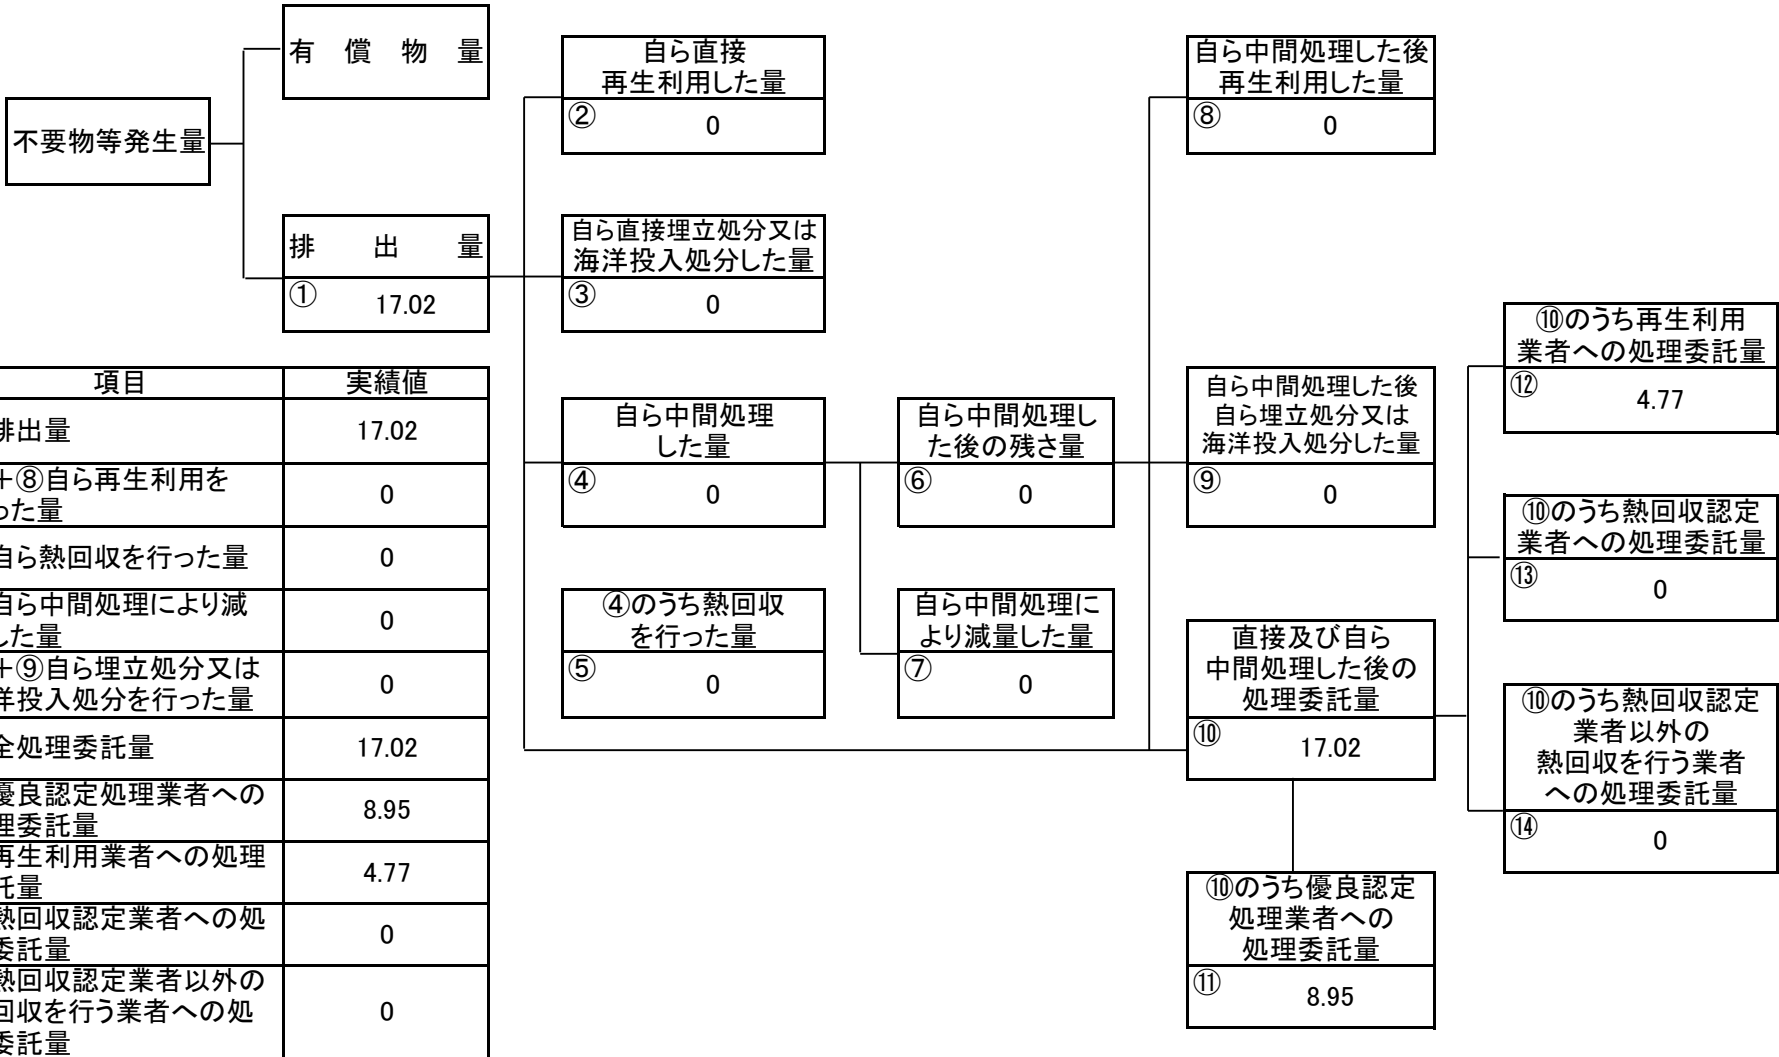 有償物量
不要物等発生量
排出量
①
17.02
自ら直接
再生利用した量
②
0
自ら直接埋立処分又は
海洋投入処分した量
③
0
自ら中間処理
した量
④
0
④のうち熱回収
を行った量
⑤
0
自ら中間処理し
た後の残さ量
⑥
0
自ら中間処理に
より減量した量
⑦
0
自ら中間処理した後
再生利用した量
⑧
0
自ら中間処理した後
自ら埋立処分又は
海洋投入処分した量
⑨
0
直接及び自ら
中間処理した後の
処理委託量
⑩
17.02
⑩のうち優良認定
処理業者への
処理委託量
⑪
8.95
⑩のうち再生利用
業者への処理委託量
⑫
4.77
⑩のうち熱回収認定
業者への処理委託量
⑬
0
⑩のうち熱回収認定
業者以外の
熱回収を行う業者
への処理委託量
⑭
0
項目
実績値
排出量
17.02
+⑧自ら再生利用を
った量
0
自ら熱回収を行った量
0
自ら中間処理により減
した量
0
+⑨自ら埋立処分又は
洋投入処分を行った量
0
全処理委託量
17.02
優良認定処理業者への
理委託量
8.95
再生利用業者への処理
託量
4.77
熱回収認定業者への処
委託量
0
熱回収認定業者以外の
回収を行う業者への処
委託量
0